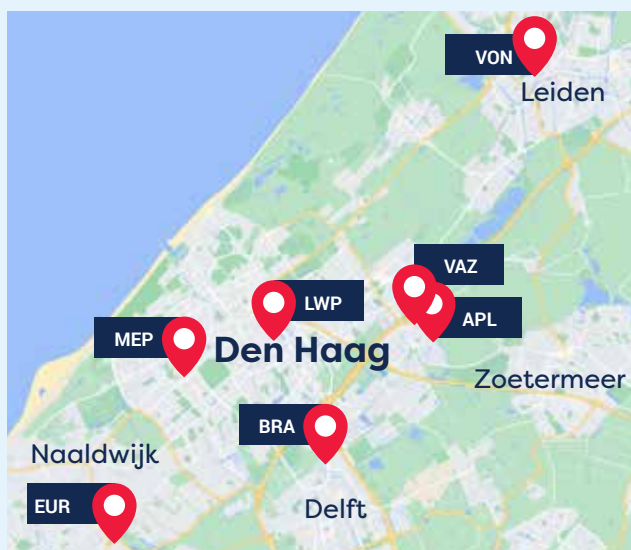 VON
Leiden
VAZ
LWP
APL
MEP
Den Haag
Zoetermeer
BRA
Naaldwijk
EUR
Delft